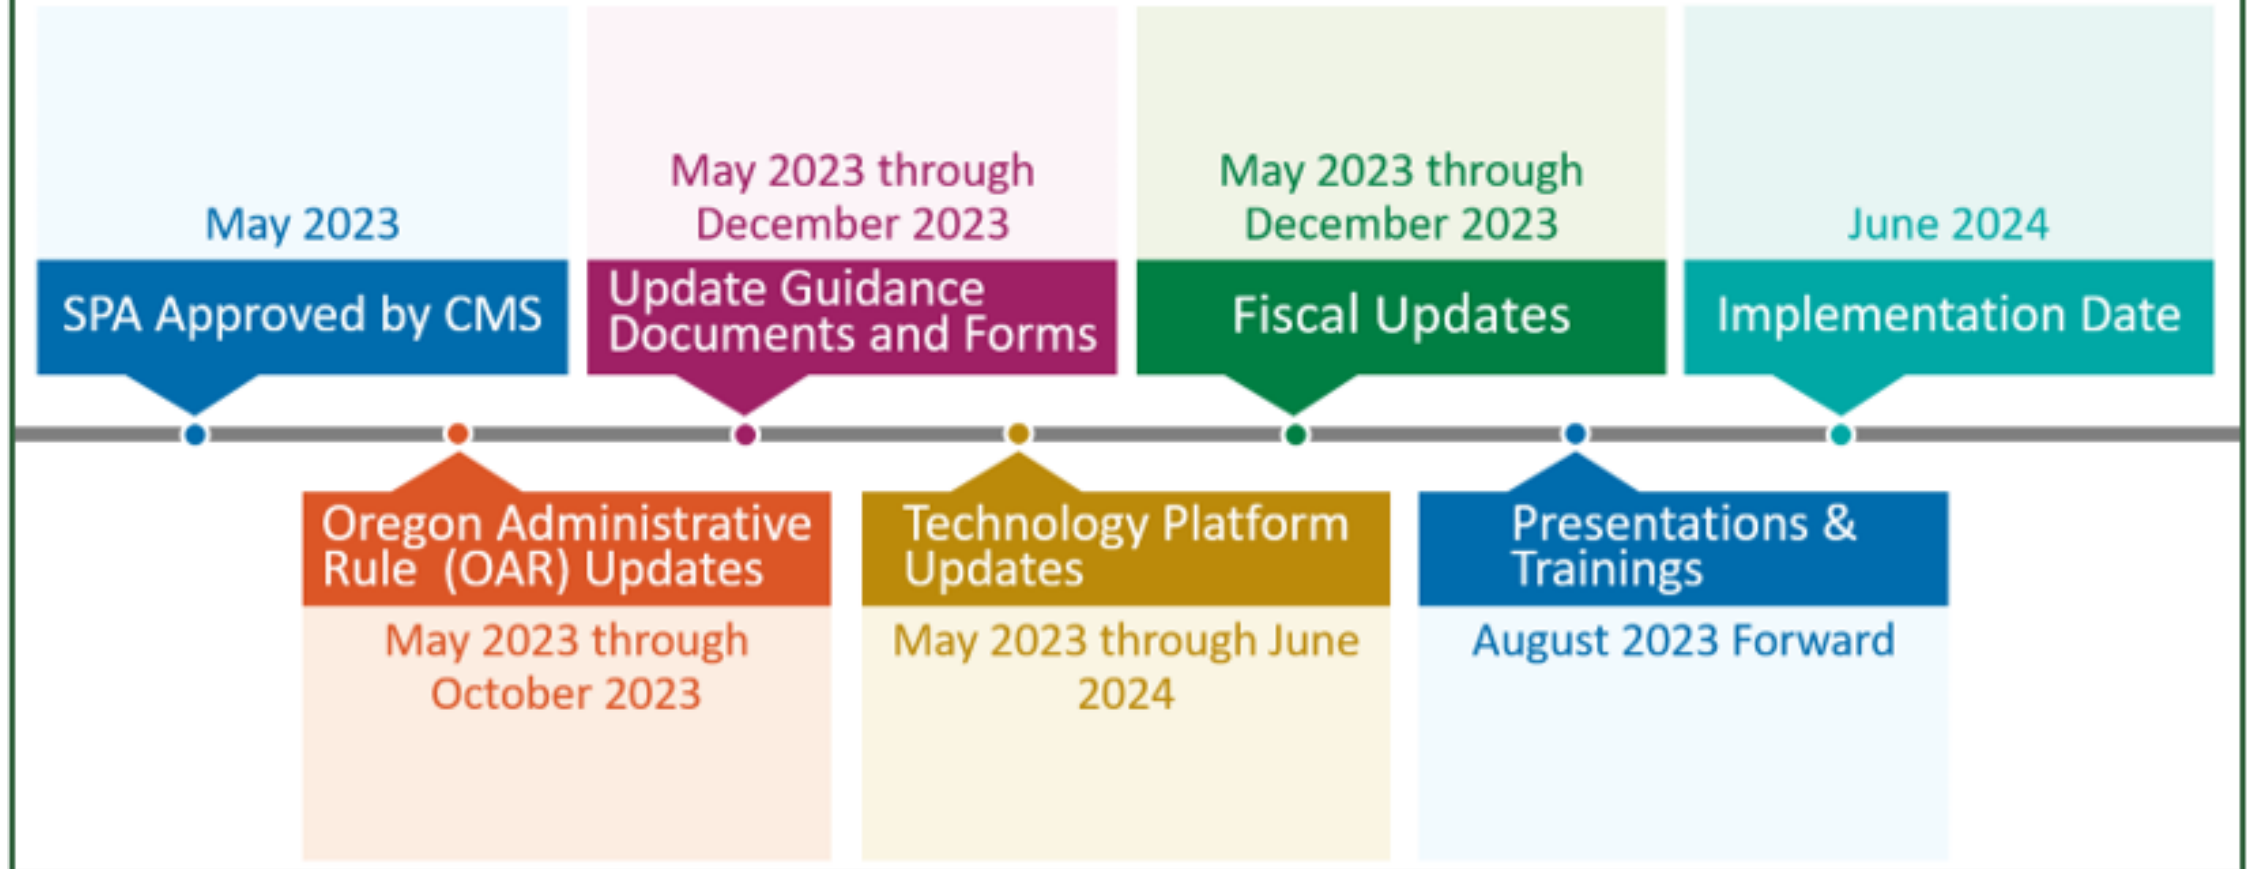 May 2023
SPA Approved by CMS
May 2023 through
December 2023
Update Guidance
Documents and Forms
May 2023 through
December 2023
Fiscal Updates
June 2024
Implementation Date
Oregon Administrative
Rule  (OAR) Updates
May 2023 through
October 2023
Technology Platform
Updates
May 2023 through June
2024
Presentations &
Trainings
August 2023 Forward